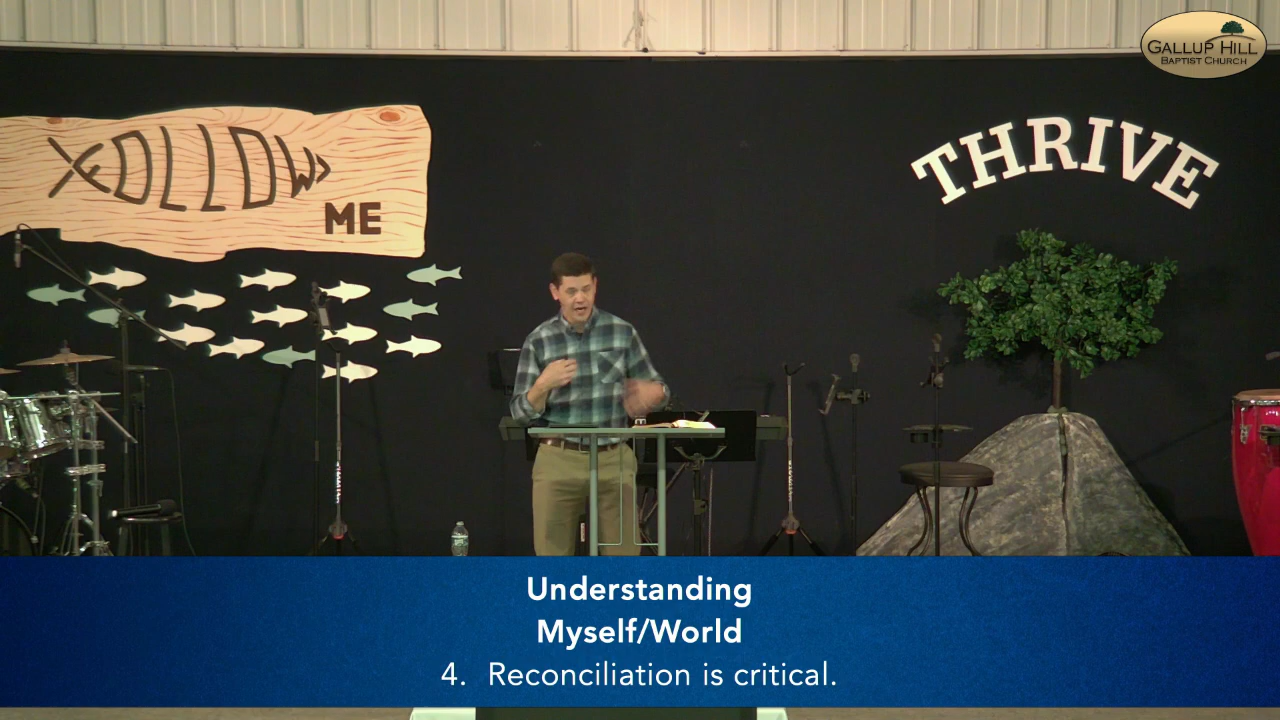 GALLUP HILL
BAPTIST CHURCH
FOLLOW
ME
THRIVE
Understanding
Myself/World
4. Reconciliation is critical.